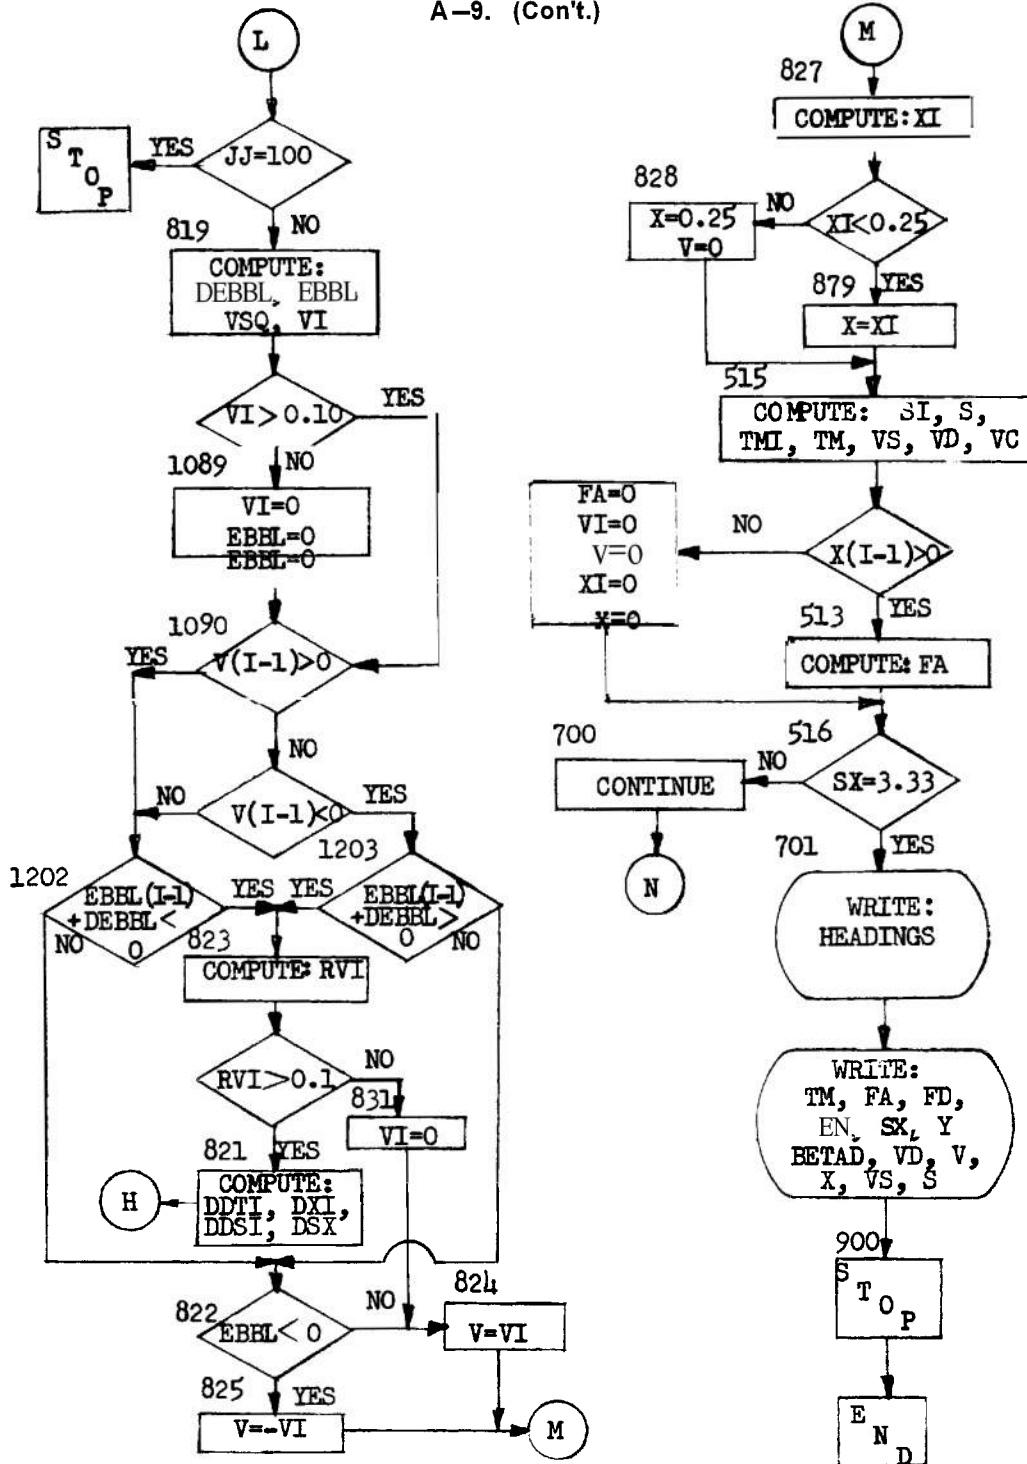 A-9. (Con't.)
L
JJ=100
YES
S
T
O
P
NO
819
COMPUTE:
DEBBL, EBBL
VSQ, VI
VI>0.10
YES
NO
1089
VI=0
EBBL=0
EBBL=0
1090
V(I-1)>0
YES
NO
V(I-1)<0
NO
YES
1202
EBBL(I-1)
+DEBBL<
0
YES
NO
1203
EBBL(I-1)
+DEBBL>
0
YES
NO
823
COMPUTE: RVI
RVI>0.1
NO
831
VI=0
YES
821
COMPUTE:
DDTI, DXI,
DDSI, DSX
H
822
EBBL<0
NO
824
V=VI
YES
825
V=-VI
M
M
827
COMPUTE: XI
XI<0.25
NO
828
X=0.25
V=0
YES
879
X=XI
515
COMPUTE: SI, S,
TMI, TM, VS, VD, VC
X(I-1)>0
NO
FA=0
VI=0
V=0
XI=0
X=0
YES
513
COMPUTE: FA
516
SX=3.33
NO
700
CONTINUE
N
YES
701
WRITE:
HEADINGS
WRITE:
TM, FA, FD,
EN, SX, Y
BETAD, VD, V,
X, VS, S
900
S
T
O
P
E
N
D